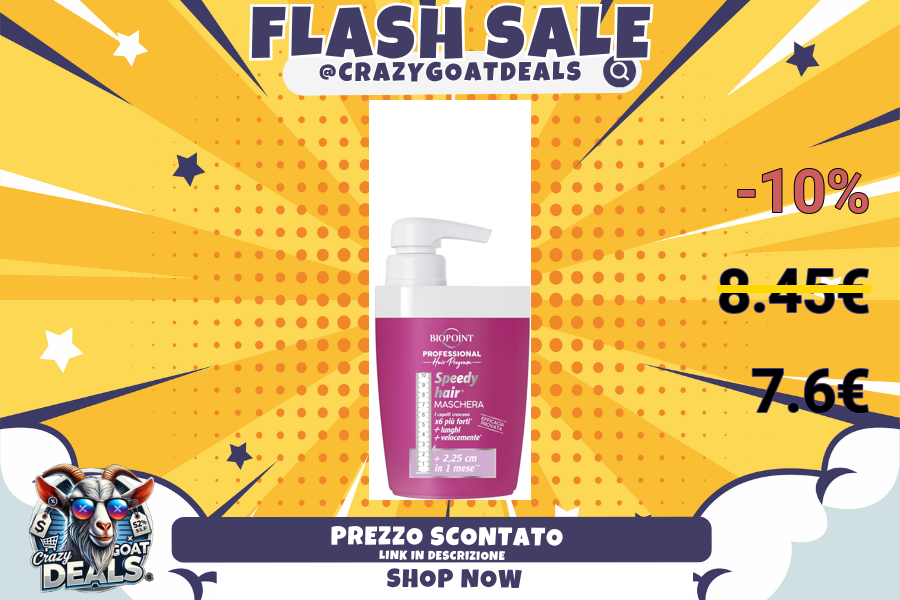 FLASH SALE
@CRAZYGOATDEALS
-10%
8.45€
7.6€
BIOPOINT
PROFESSIONAL
Hair Program
Speedy
hair
MASCHERA
I capelli crescono
x6 più forti*
+ lunghi
+ velocemente*
EFFICACIA
PROVATA
+ 2,25 cm
in 1 mese**
$
52%
Crazy
GOAT
DEALS
PREZZO SCONTATO
LINK IN DESCRIZIONE
SHOP NOW